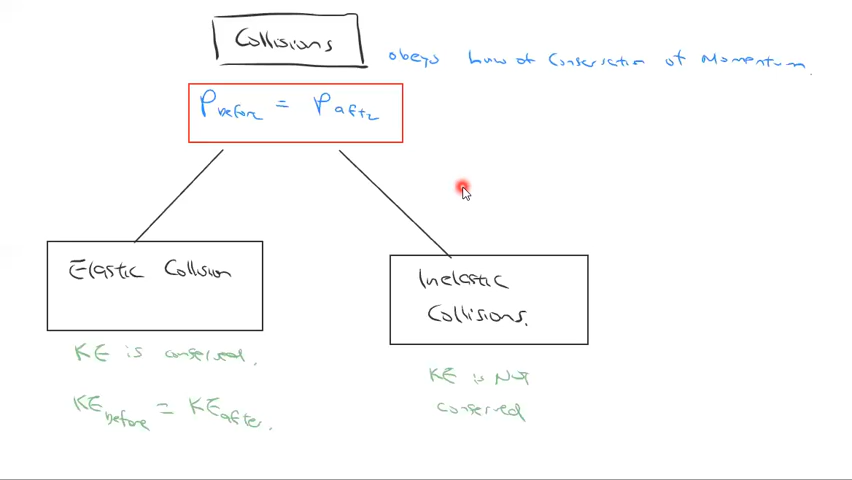 Collisions
obeys Law of Conservation of Momentum.
Pbefore = Pafter
Elastic Collision
Inelastic
Collisions.
KE is conserved.
KE is Not
conserved
KEbefore = KEafter.